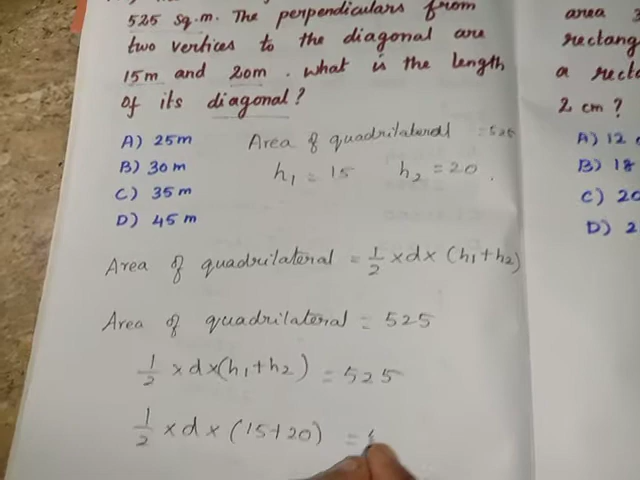 525 sq.m. The perpendiculars from
two vertices to the diagonal are
15m and 20m. what is the length
of its diagonal?
A) 25m
B) 30m
C) 35m
D) 45m
Area of quadrilateral = 525
h₁ = 15 h₂ = 20.
Area of quadrilateral = 1/2 × d × (h₁+h₂)
Area of quadrilateral = 525
1/2 × d × (h₁+h₂) = 525
1/2 × d × (15+20) =
area
rectang
a recta
2 cm?
A) 12
B) 18
C) 20
D) 2